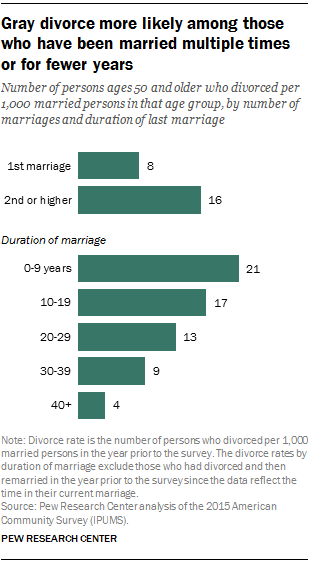 Gray divorce more likely among those
who have been married multiple times
or for fewer years
Number of persons ages 50 and older who divorced per
1,000 married persons in that age group, by number of
marriages and duration of last marriage
1st marriage 8
2nd or higher 16
Duration of marriage
0-9 years 21
10-19 17
20-29 13
30-39 9
40+ 4
Note: Divorce rate is the number of persons who divorced per 1,000
married persons in the year prior to the survey. The divorce rates by
duration of marriage exclude those who had divorced and then
remarried in the year prior to the survey since the data reflect the
time in their current marriage.
Source: Pew Research Center analysis of the 2015 American
Community Survey (IPUMS).
PEW RESEARCH CENTER